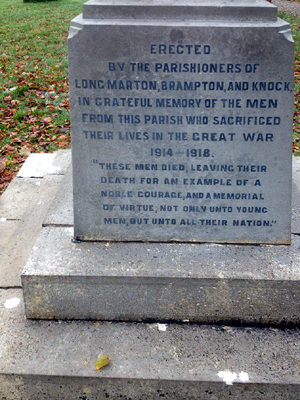 ERECTED
BY THE PARISHIONERS OF
LONG MARTON, BRAMPTON, AND KNOCK,
IN GRATEFUL MEMORY OF THE MEN
FROM THIS PARISH WHO SACRIFICED
THEIR LIVES IN THE GREAT WAR
1914-1918.
"THESE MEN DIED, LEAVING THEIR
DEATH FOR AN EXAMPLE OF A
NOBLE COURAGE, AND A MEMORIAL
OF VIRTUE, NOT ONLY UNTO YOUNG
MEN, BUT UNTO ALL THEIR NATION."